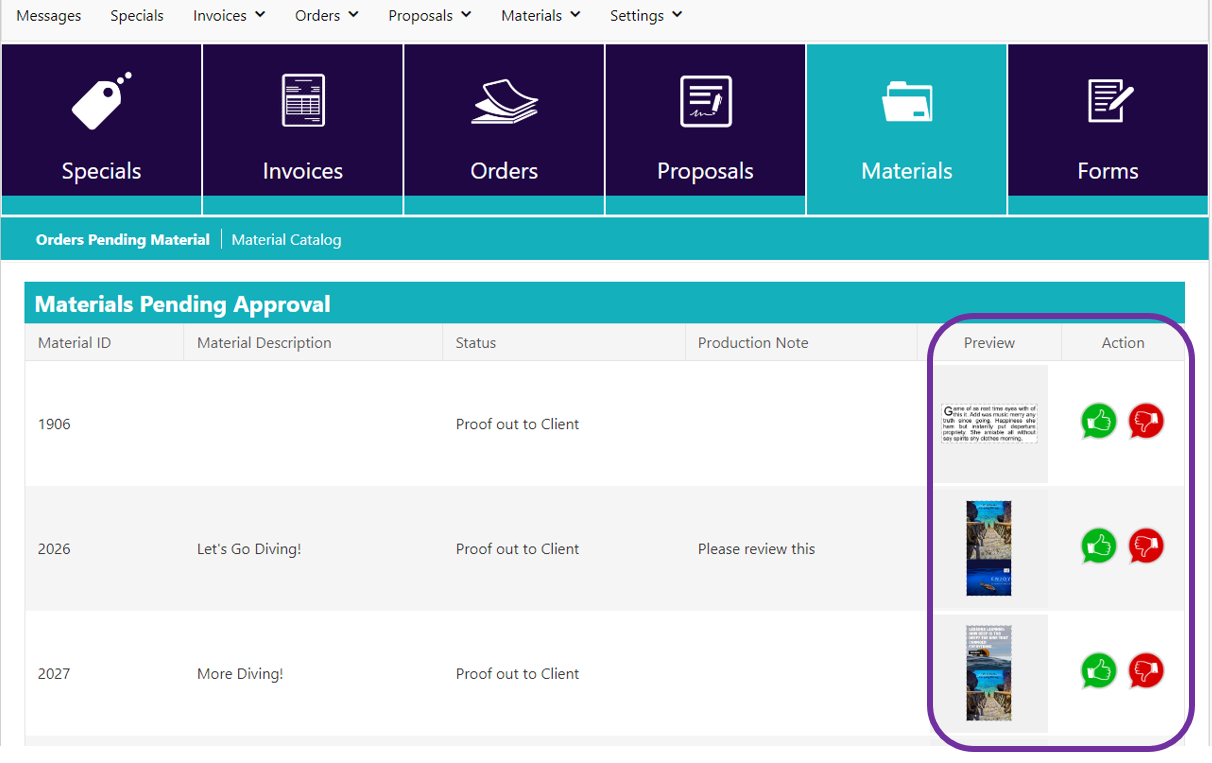 Messages Specials Invoices Orders Proposals Materials Settings
Specials Invoices Orders Proposals Materials Forms
Orders Pending Material Material Catalog
Materials Pending Approval
Material ID Material Description Status Production Note Preview Action
Game of as rest time eyes with of
this it. Add was music merry any
truth since going. Happiness she
ham but instantly put departure
propriety. She amiable all without
say spirits shy clothes morning.
1906 Proof out to Client
2026 Let's Go Diving! Proof out to Client Please review this
ENJOY
2027 More Diving! Proof out to Client